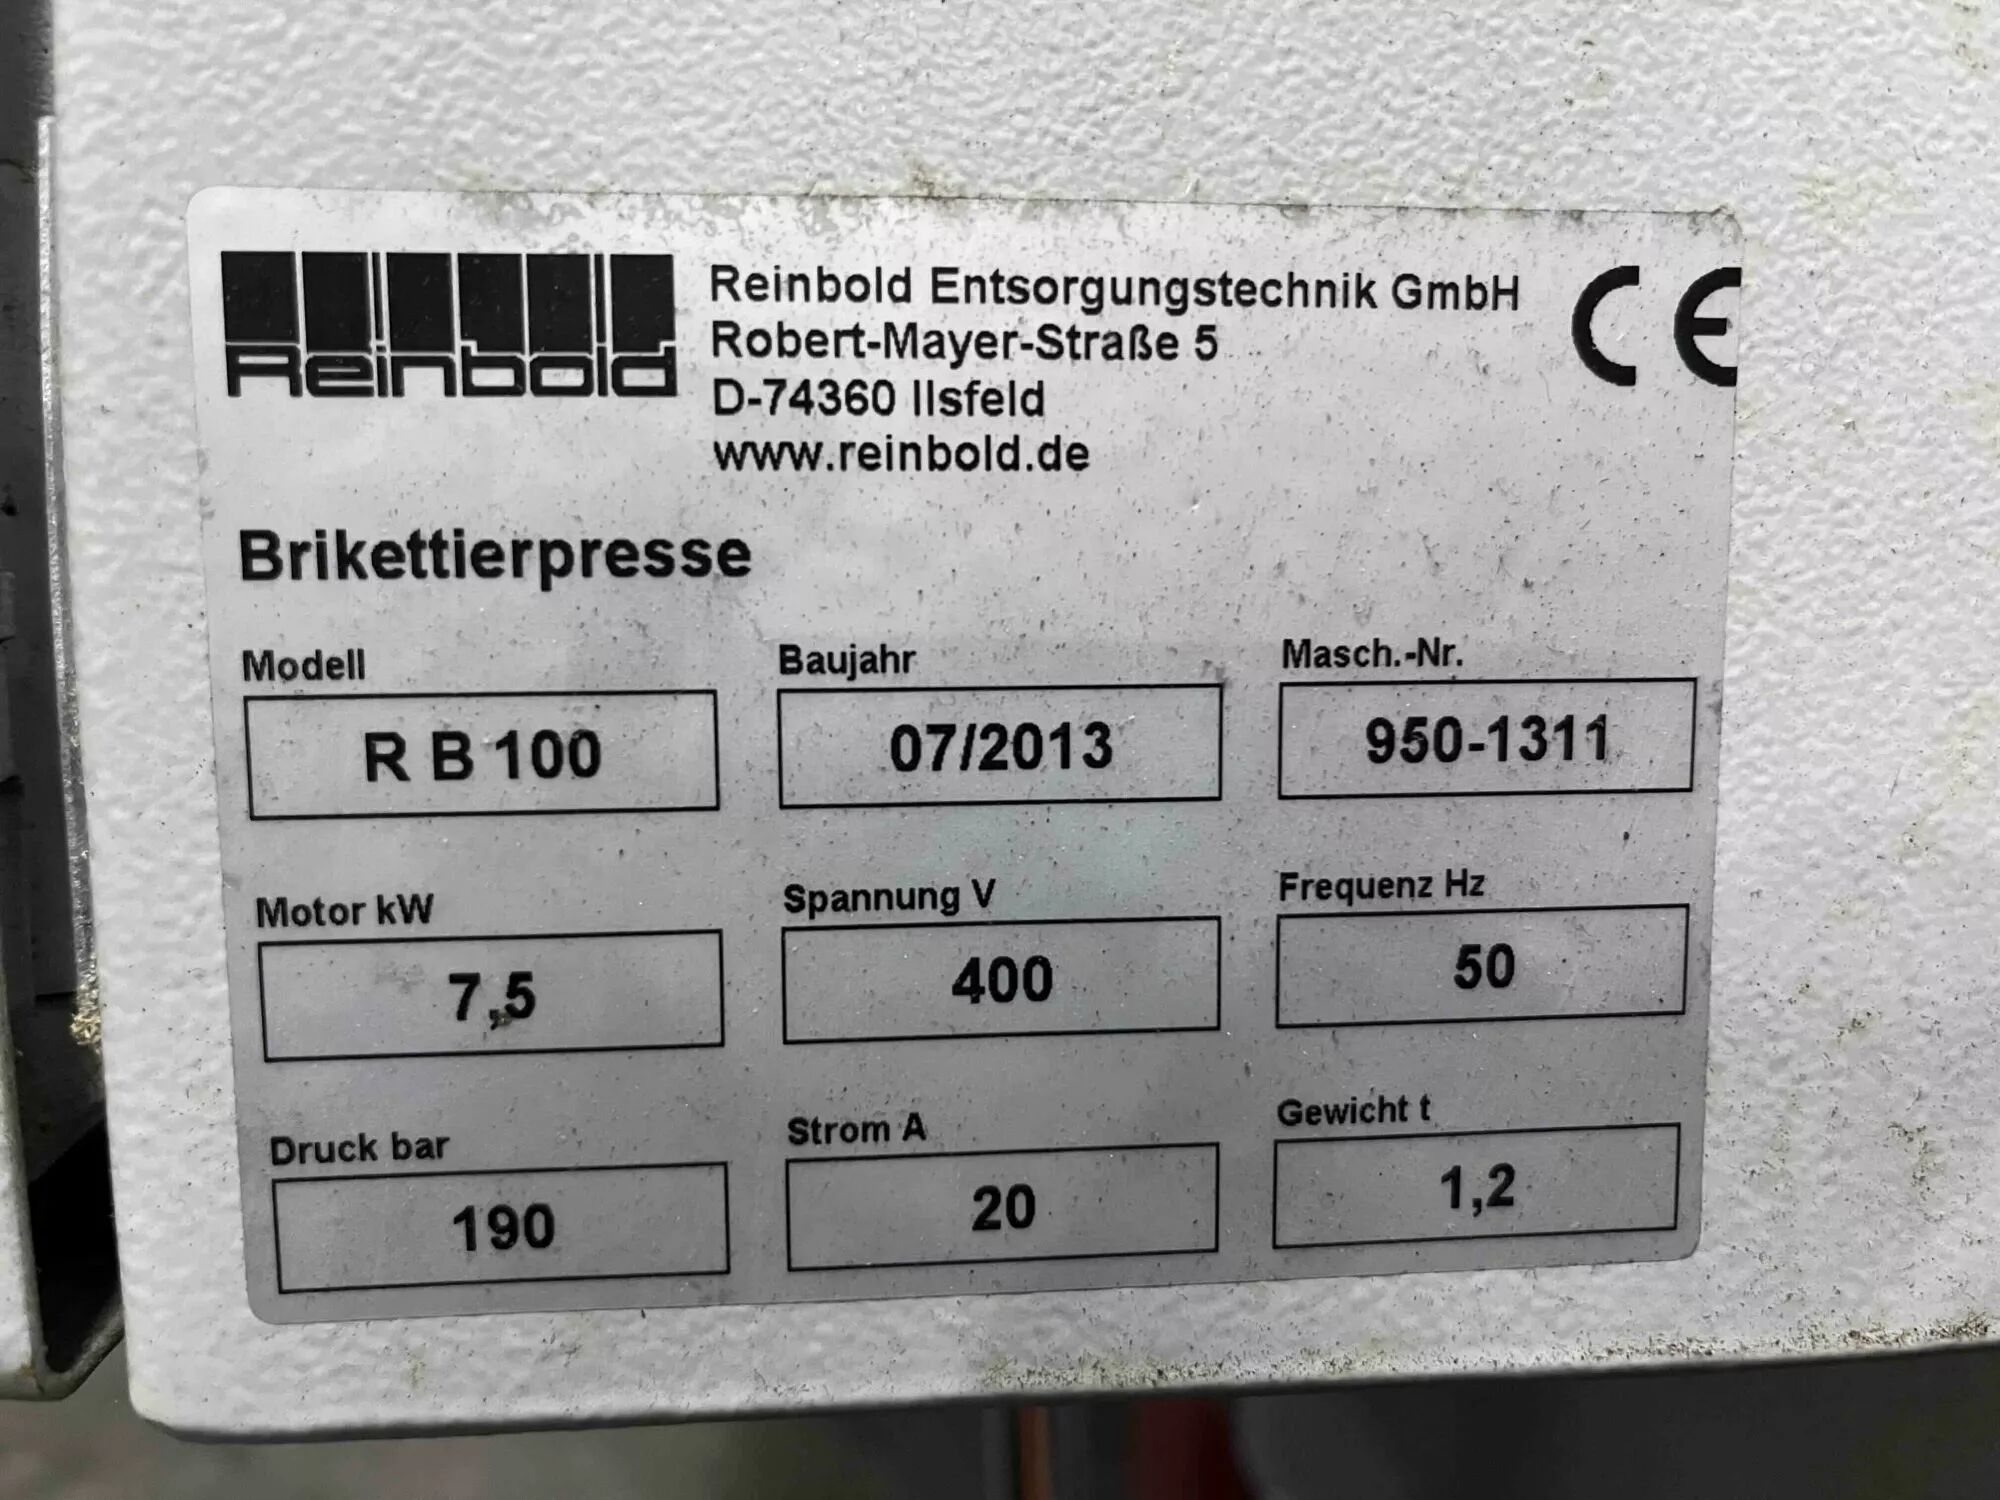 Reinbold
Reinbold Entsorgungstechnik GmbH
Robert-Mayer-Straße 5
D-74360 Ilsfeld
www.reinbold.de
CE
Brikettierpresse
Modell Baujahr Masch.-Nr.
R B 100 07/2013 950-1311
Motor kW Spannung V Frequenz Hz
7,5 400 50
Druck bar Strom A Gewicht t
190 20 1,2